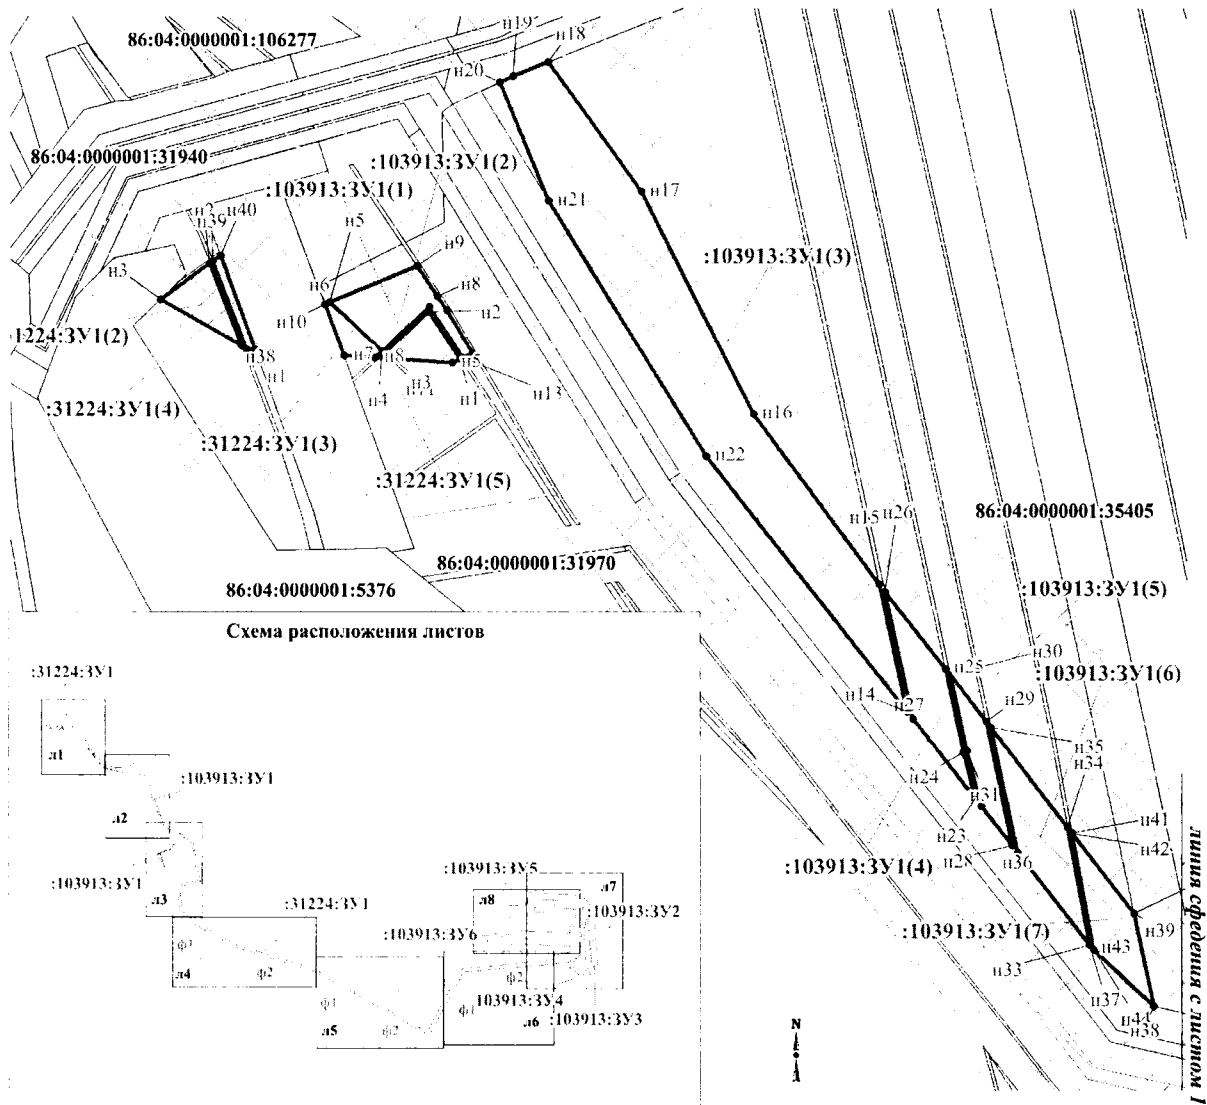 86:04:0000001:106277
н19
н18
н20
86:04:0000001:31940
:103913:ЗУ1(2)
:103913:ЗУ1(1)
н2
н39
н40
н5
н9
н21
н17
н3
н6
н10
н8
н2
:103913:ЗУ1(3)
1224:ЗУ1(2)
н38
н1
н7
н8
н3
н4
н5
н1
н13
:31224:ЗУ1(4)
:31224:ЗУ1(3)
:31224:ЗУ1(5)
н16
н22
н15
н26
86:04:0000001:35405
86:04:0000001:31970
86:04:0000001:5376
:103913:ЗУ1(5)
н30
н25
:103913:ЗУ1(6)
н14
н27
н29
н35
н34
н24
н31
н23
н28
н36
н41
н42
:103913:ЗУ1(4)
:103913:ЗУ1(7)
н39
н33
н43
н37
н44
н38
линия сведения с листом 1
Схема расположения листов
:31224:ЗУ1
л1
:103913:ЗУ1
л2
:103913:ЗУ1
л3
:31224:ЗУ1
ф1
л4
ф2
:103913:ЗУ5
л7
л8
:103913:ЗУ2
:103913:ЗУ6
ф1
л5
ф2
ф2
103913:ЗУ4
ф1
л6
:103913:ЗУ3
N